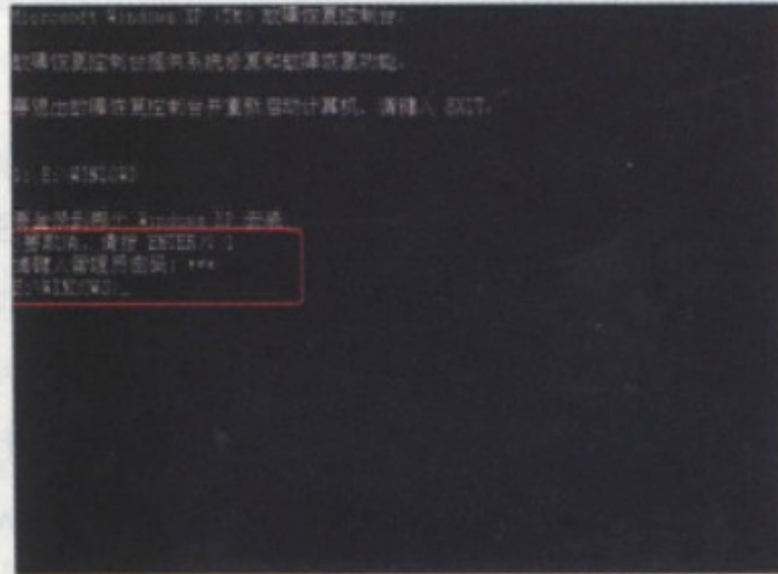 Microsoft Windows XP (TM) 故障恢复控制台.
故障恢复控制台提供系统修复和故障恢复功能.
要退出故障恢复控制台并重新启动计算机, 请键入 EXIT.
1: E:\WINDOWS
要登录到哪个 Windows XP 安装
(要取消, 请按 ENTER)? 1
请键入管理员密码: ***
E:\WINDOWS>_